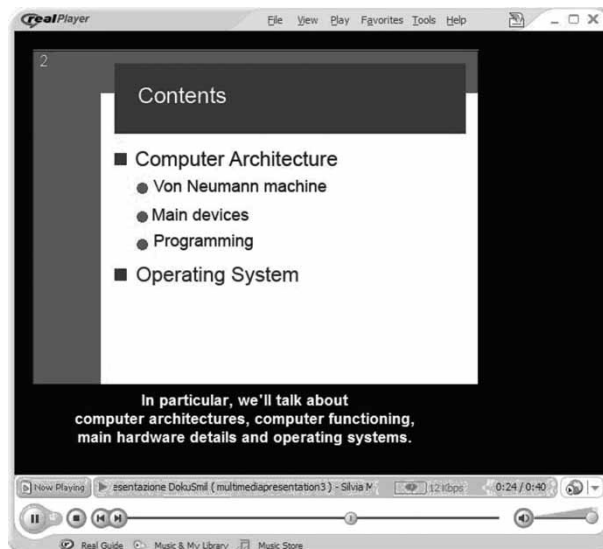 realPlayer File View Play Favorites Tools Help
2
Contents
Computer Architecture
Von Neumann machine
Main devices
Programming
Operating System
In particular, we'll talk about
computer architectures, computer functioning,
main hardware details and operating systems.
Now Playing esentazione DokuSmil ( multimediapresentation3 ) - Silvia M 12 Kbps 0:24 / 0:40
Real Guide Music & My Library Music Store